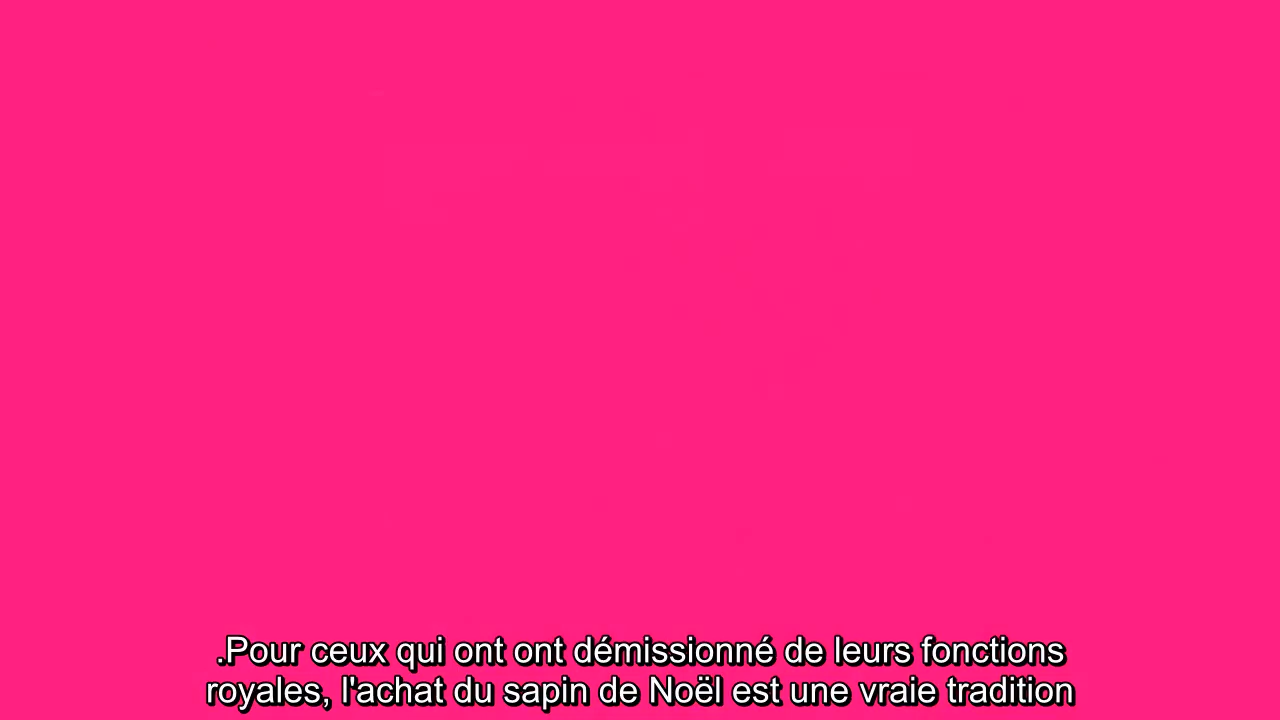 .Pour ceux qui ont ont démissionné de leurs fonctions
royales, l'achat du sapin de Noël est une vraie tradition